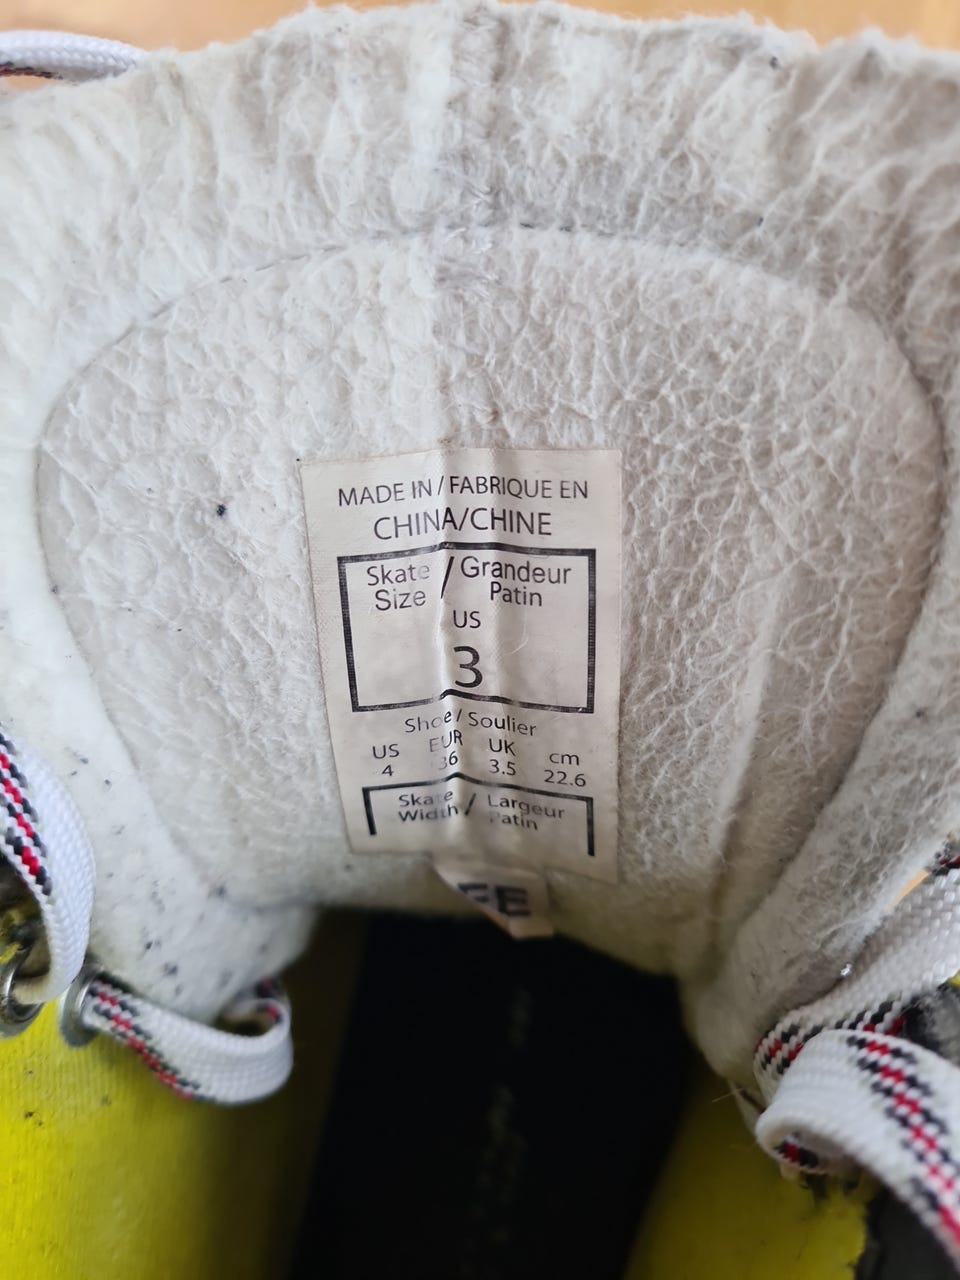 MADE IN / FABRIQUE EN
CHINA/CHINE
Skate / Grandeur
Size Patin
US
3
Shoe / Soulier
US EUR UK cm
4 36 3.5 22.6
Skate / Largeur
Width Patin
EE